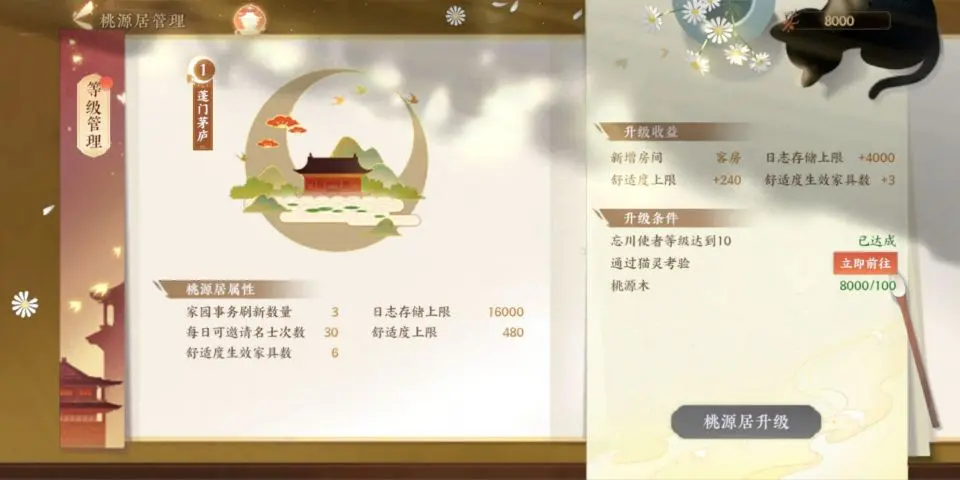 桃源居管理
8000
等级管理
1
蓬门茅庐
桃源居属性
家园事务刷新数量 3 日志存储上限 16000
每日可邀请名士次数 30 舒适度上限 480
舒适度生效家具数 6
升级收益
新增房间 客房 日志存储上限 +4000
舒适度上限 +240 舒适度生效家具数 +3
升级条件
忘川使者等级达到10 已达成
通过猫灵考验 立即前往
桃源木 8000/100
桃源居升级